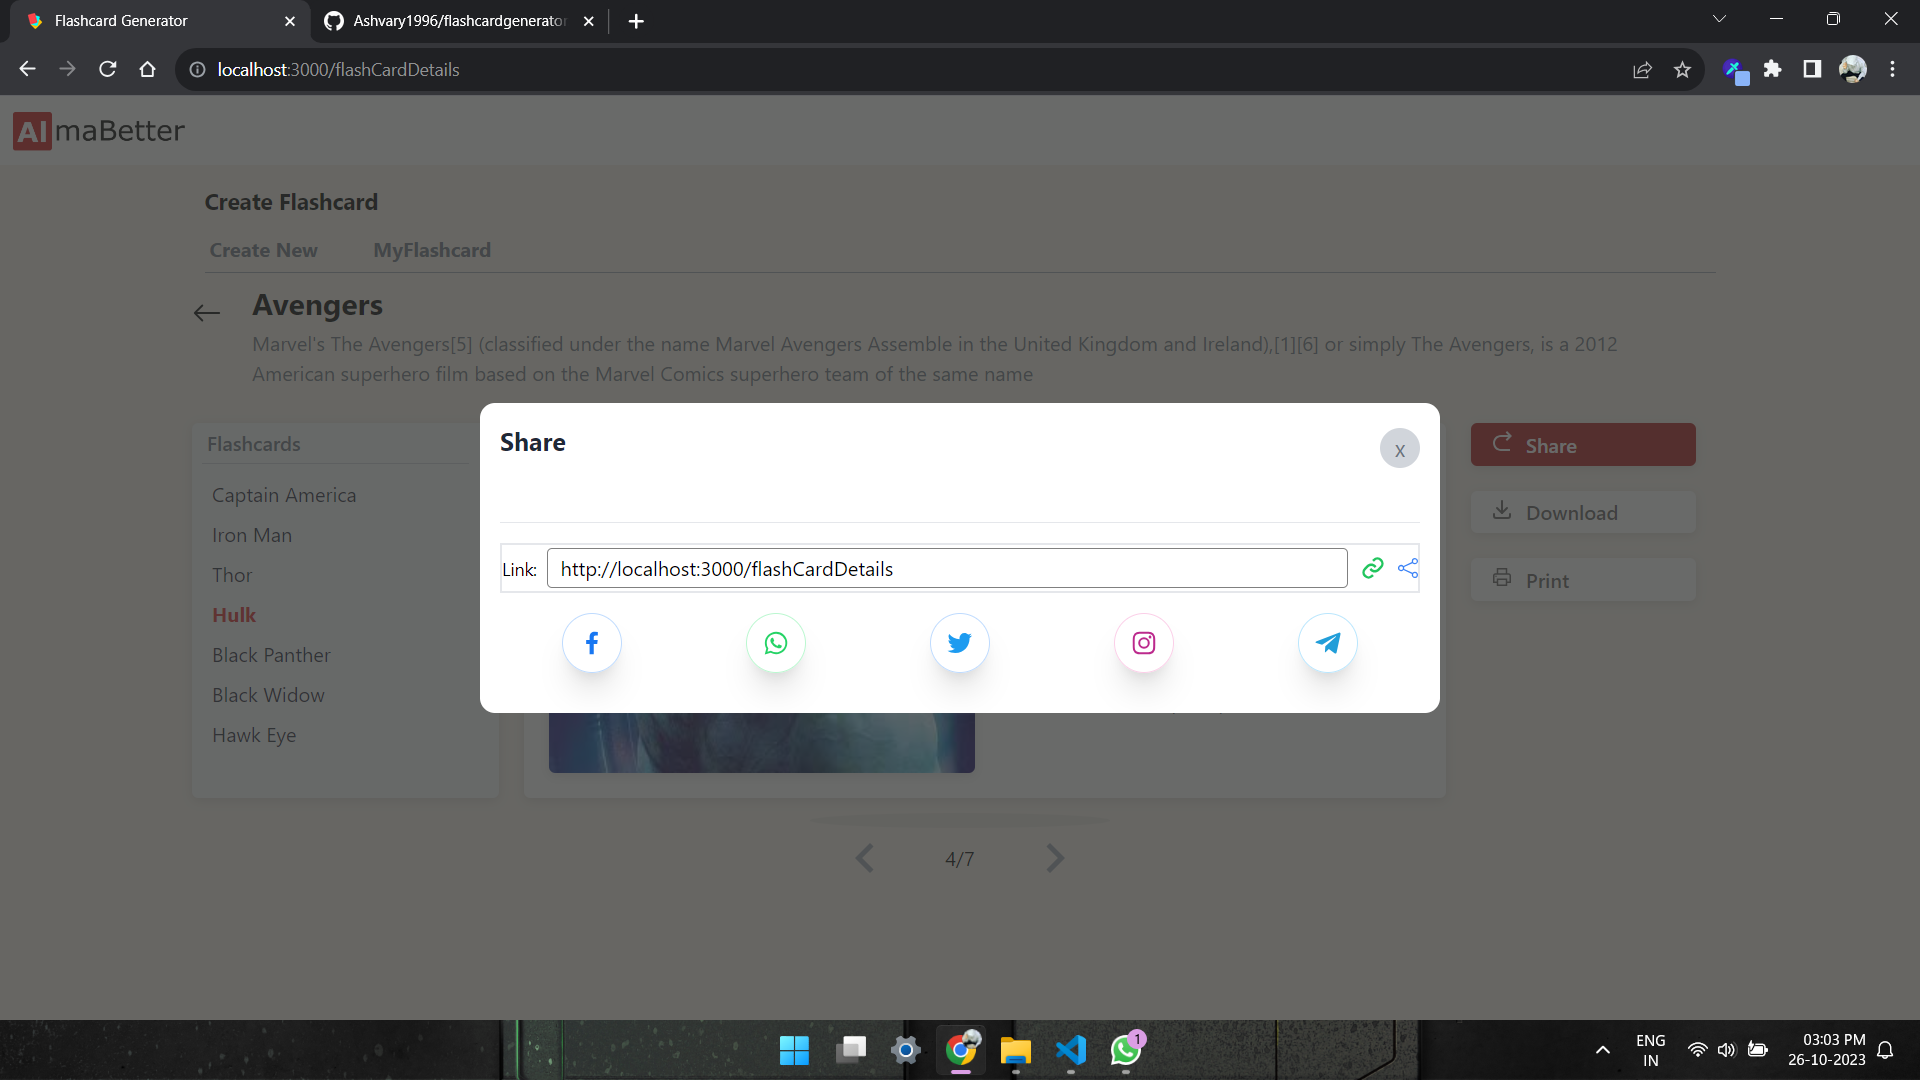 Flashcard Generator
Ashvary1996/flashcardgenerator
localhost:3000/flashCardDetails
AlmaBetter
Create Flashcard
Create New MyFlashcard
Avengers
Marvel's The Avengers[5] (classified under the name Marvel Avengers Assemble in the United Kingdom and Ireland),[1][6] or simply The Avengers, is a 2012
American superhero film based on the Marvel Comics superhero team of the same name
Flashcards
Captain America
Iron Man
Thor
Hulk
Black Panther
Black Widow
Hawk Eye
Share
x
Link: http://localhost:3000/flashCardDetails
Share
Download
Print
4/7
1
ENG
IN
03:03 PM
26-10-2023